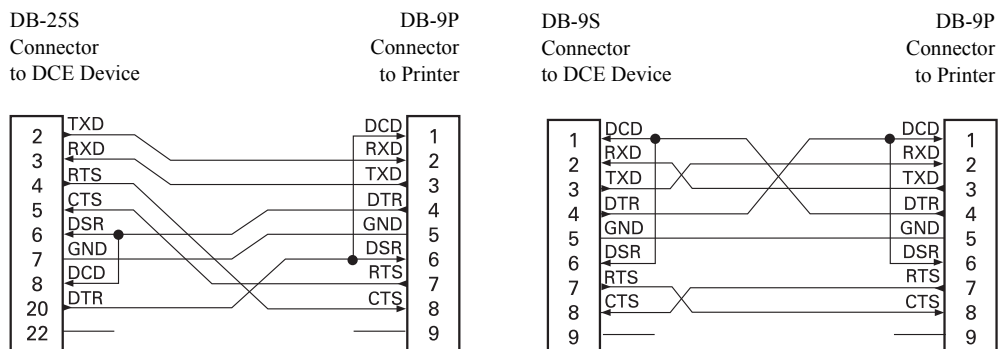 DB-25S
Connector
to DCE Device
DB-9P
Connector
to Printer
2 TXD DCD 1
3 RXD RXD 2
4 RTS TXD 3
5 CTS DTR 4
6 DSR GND 5
7 GND DSR 6
8 DCD RTS 7
20 DTR CTS 8
22 9
DB-9S
Connector
to DCE Device
DB-9P
Connector
to Printer
1 DCD DCD 1
2 RXD RXD 2
3 TXD TXD 3
4 DTR DTR 4
5 GND GND 5
6 DSR DSR 6
7 RTS RTS 7
8 CTS CTS 8
9 9